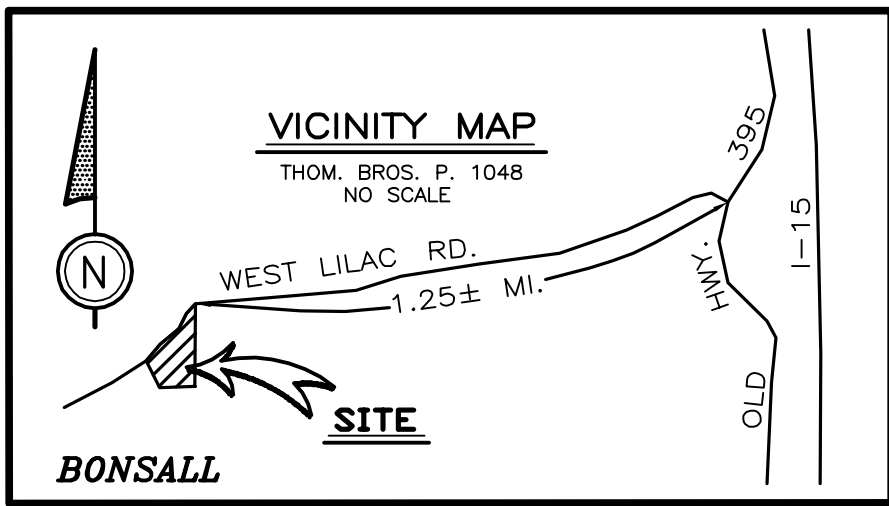 VICINITY MAP
THOM. BROS. P. 1048
NO SCALE
N
WEST LILAC RD.
1.25± MI.
OLD HWY. 395
I-15
SITE
BONSALL